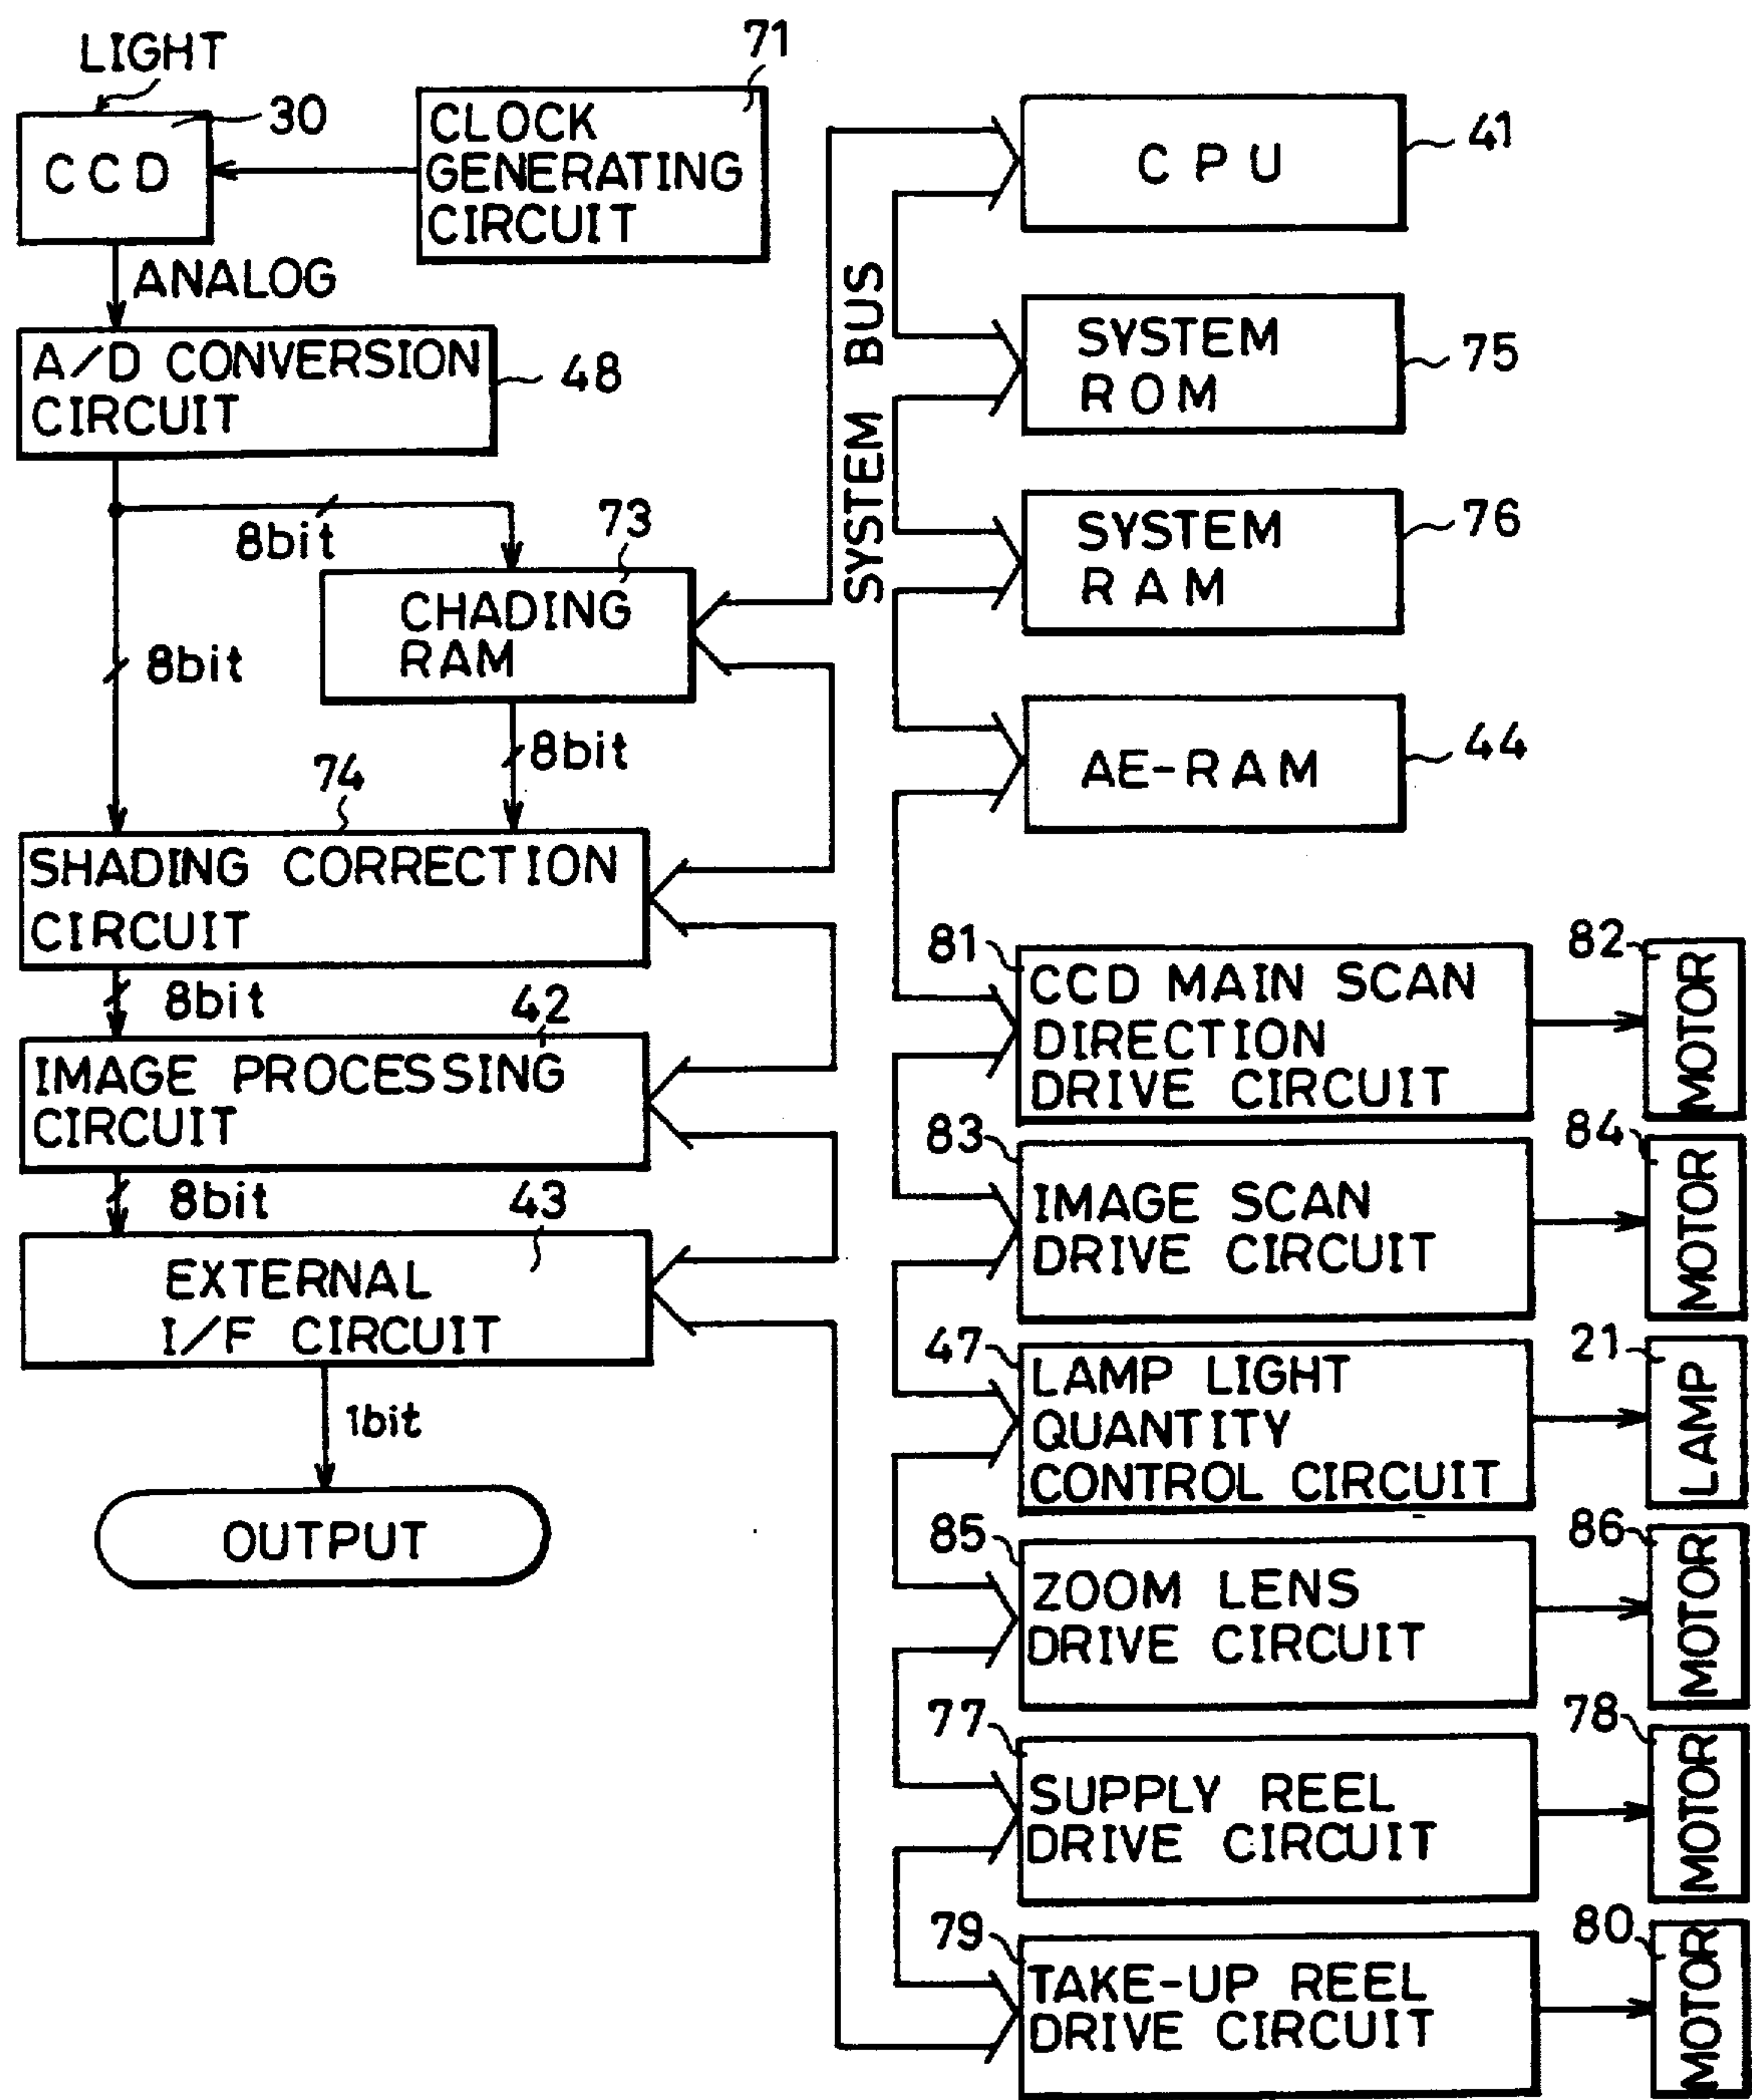 LIGHT
30
CCD
71
CLOCK
GENERATING
CIRCUIT
ANALOG
A/D CONVERSION
CIRCUIT
48
8bit
73
CHADING
RAM
8bit
8bit
74
SHADING CORRECTION
CIRCUIT
8bit
42
IMAGE PROCESSING
CIRCUIT
8bit
43
EXTERNAL
I/F CIRCUIT
1bit
OUTPUT
SYSTEM BUS
CPU
41
SYSTEM
ROM
75
SYSTEM
RAM
76
AE-RAM
44
81
CCD MAIN SCAN
DIRECTION
DRIVE CIRCUIT
82
MOTOR
83
IMAGE SCAN
DRIVE CIRCUIT
84
MOTOR
47
LAMP LIGHT
QUANTITY
CONTROL CIRCUIT
21
LAMP
85
ZOOM LENS
DRIVE CIRCUIT
86
MOTOR
77
SUPPLY REEL
DRIVE CIRCUIT
78
MOTOR
79
TAKE-UP REEL
DRIVE CIRCUIT
80
MOTOR